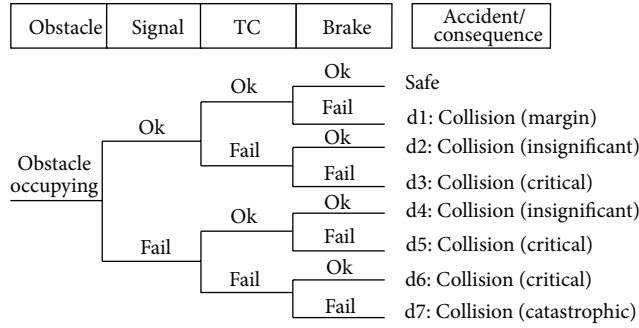 Obstacle Signal TC Brake Accident/
consequence
Ok
Safe
Ok
Fail
d1: Collision (margin)
Ok
Ok
d2: Collision (insignificant)
Fail
Fail
d3: Collision (critical)
Obstacle
occupying
Ok
d4: Collision (insignificant)
Ok
Fail
d5: Collision (critical)
Fail
Ok
d6: Collision (critical)
Fail
Fail
d7: Collision (catastrophic)